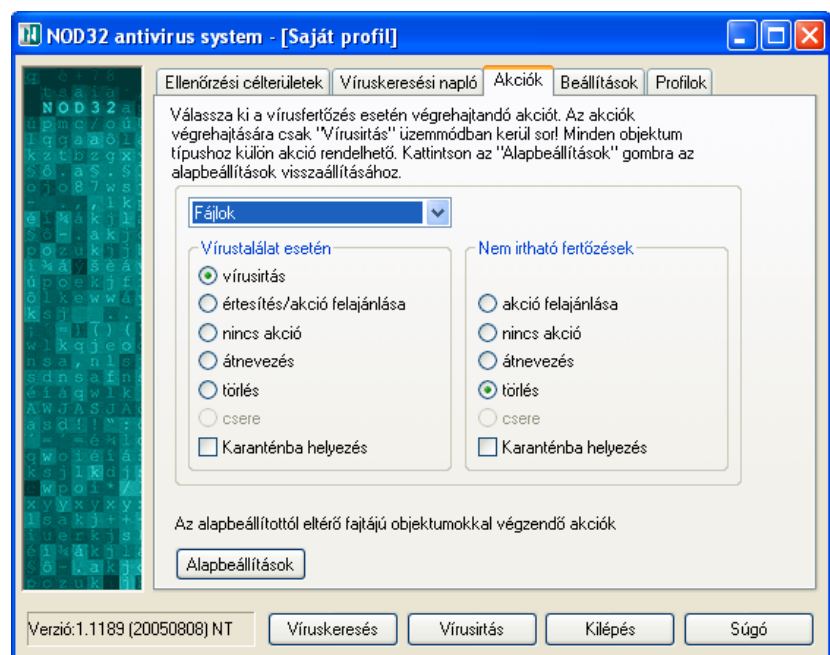 NOD32 antivirus system - [Saját profil]
NOD32
Ellenőrzési célterületek
Víruskeresési napló
Akciók
Beállítások
Profilok
Válassza ki a vírusfertőzés esetén végrehajtandó akciót. Az akciók
végrehajtására csak "Vírusirtás" üzemmódban kerül sor! Minden objektum
típushoz külön akció rendelhető. Kattintson az "Alapbeállítások" gombra az
alapbeállítások visszaállításához.
Fájlok
Vírustalálat esetén
vírusirtás
értesítés/akció felajánlása
nincs akció
átnevezés
törlés
csere
Karanténba helyezés
Nem irtható fertőzések
akció felajánlása
nincs akció
átnevezés
törlés
csere
Karanténba helyezés
Az alapbeállítottól eltérő fajtájú objektumokkal végzendő akciók
Alapbeállítások
Verzió:1.1189 (20050808) NT
Víruskeresés
Vírusirtás
Kilépés
Súgó